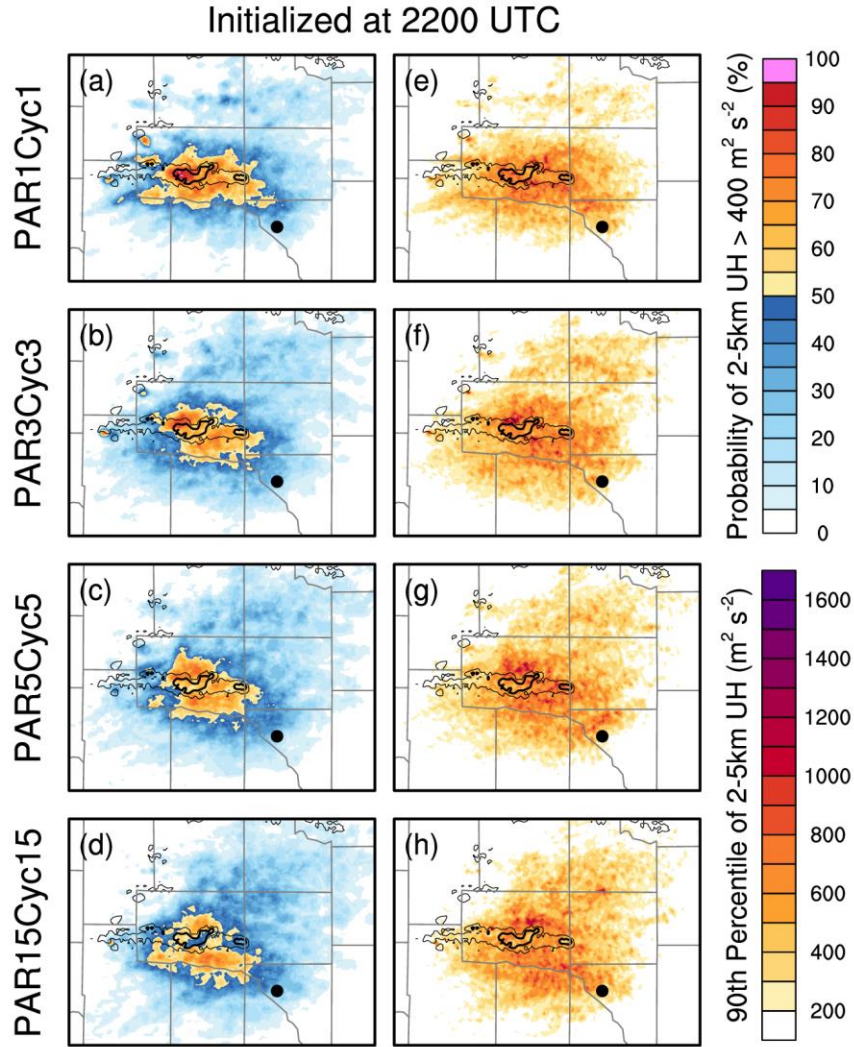 Initialized at 2200 UTC
PAR1Cyc1
(a)
(e)
PAR3Cyc3
(b)
(f)
PAR5Cyc5
(c)
(g)
PAR15Cyc15
(d)
(h)
Probability of 2-5km UH > 400 m² s⁻² (%)
100
90
80
70
60
50
40
30
20
10
0
90th Percentile of 2-5km UH (m² s⁻²)
1600
1400
1200
1000
800
600
400
200